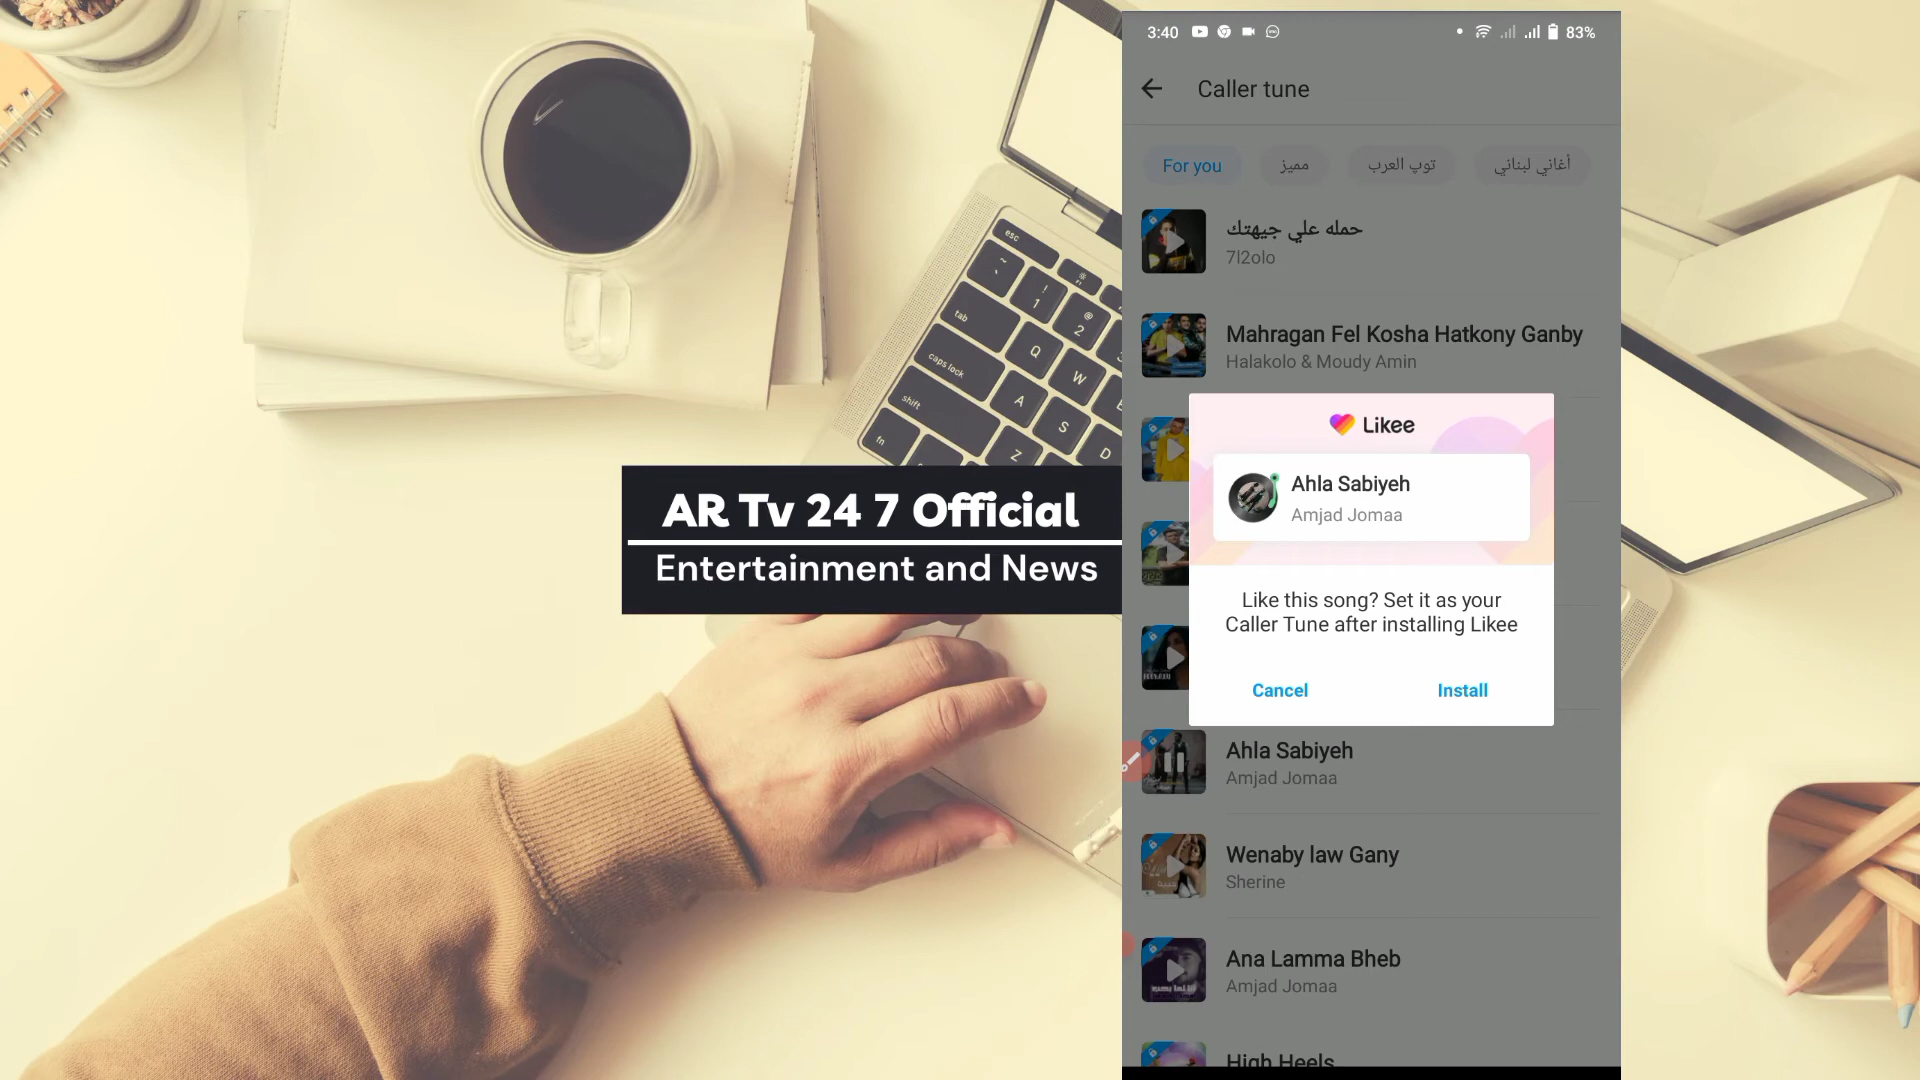 esc
tab
caps lock
shift
fn
!
1
@
2
Q
W
A
S
Z
D
AR Tv 24 7 Official
Entertainment and News
3:40
83%
Caller tune
For you
مميز
توب العرب
أغاني لبناني
حمله علي جيهتك
7l2olo
Mahragan Fel Kosha Hatkony Ganby
Halakolo & Moudy Amin
Likee
Ahla Sabiyeh
Amjad Jomaa
Like this song? Set it as your
Caller Tune after installing Likee
Cancel
Install
Ahla Sabiyeh
Amjad Jomaa
Wenaby law Gany
Sherine
Ana Lamma Bheb
Amjad Jomaa
High Heels